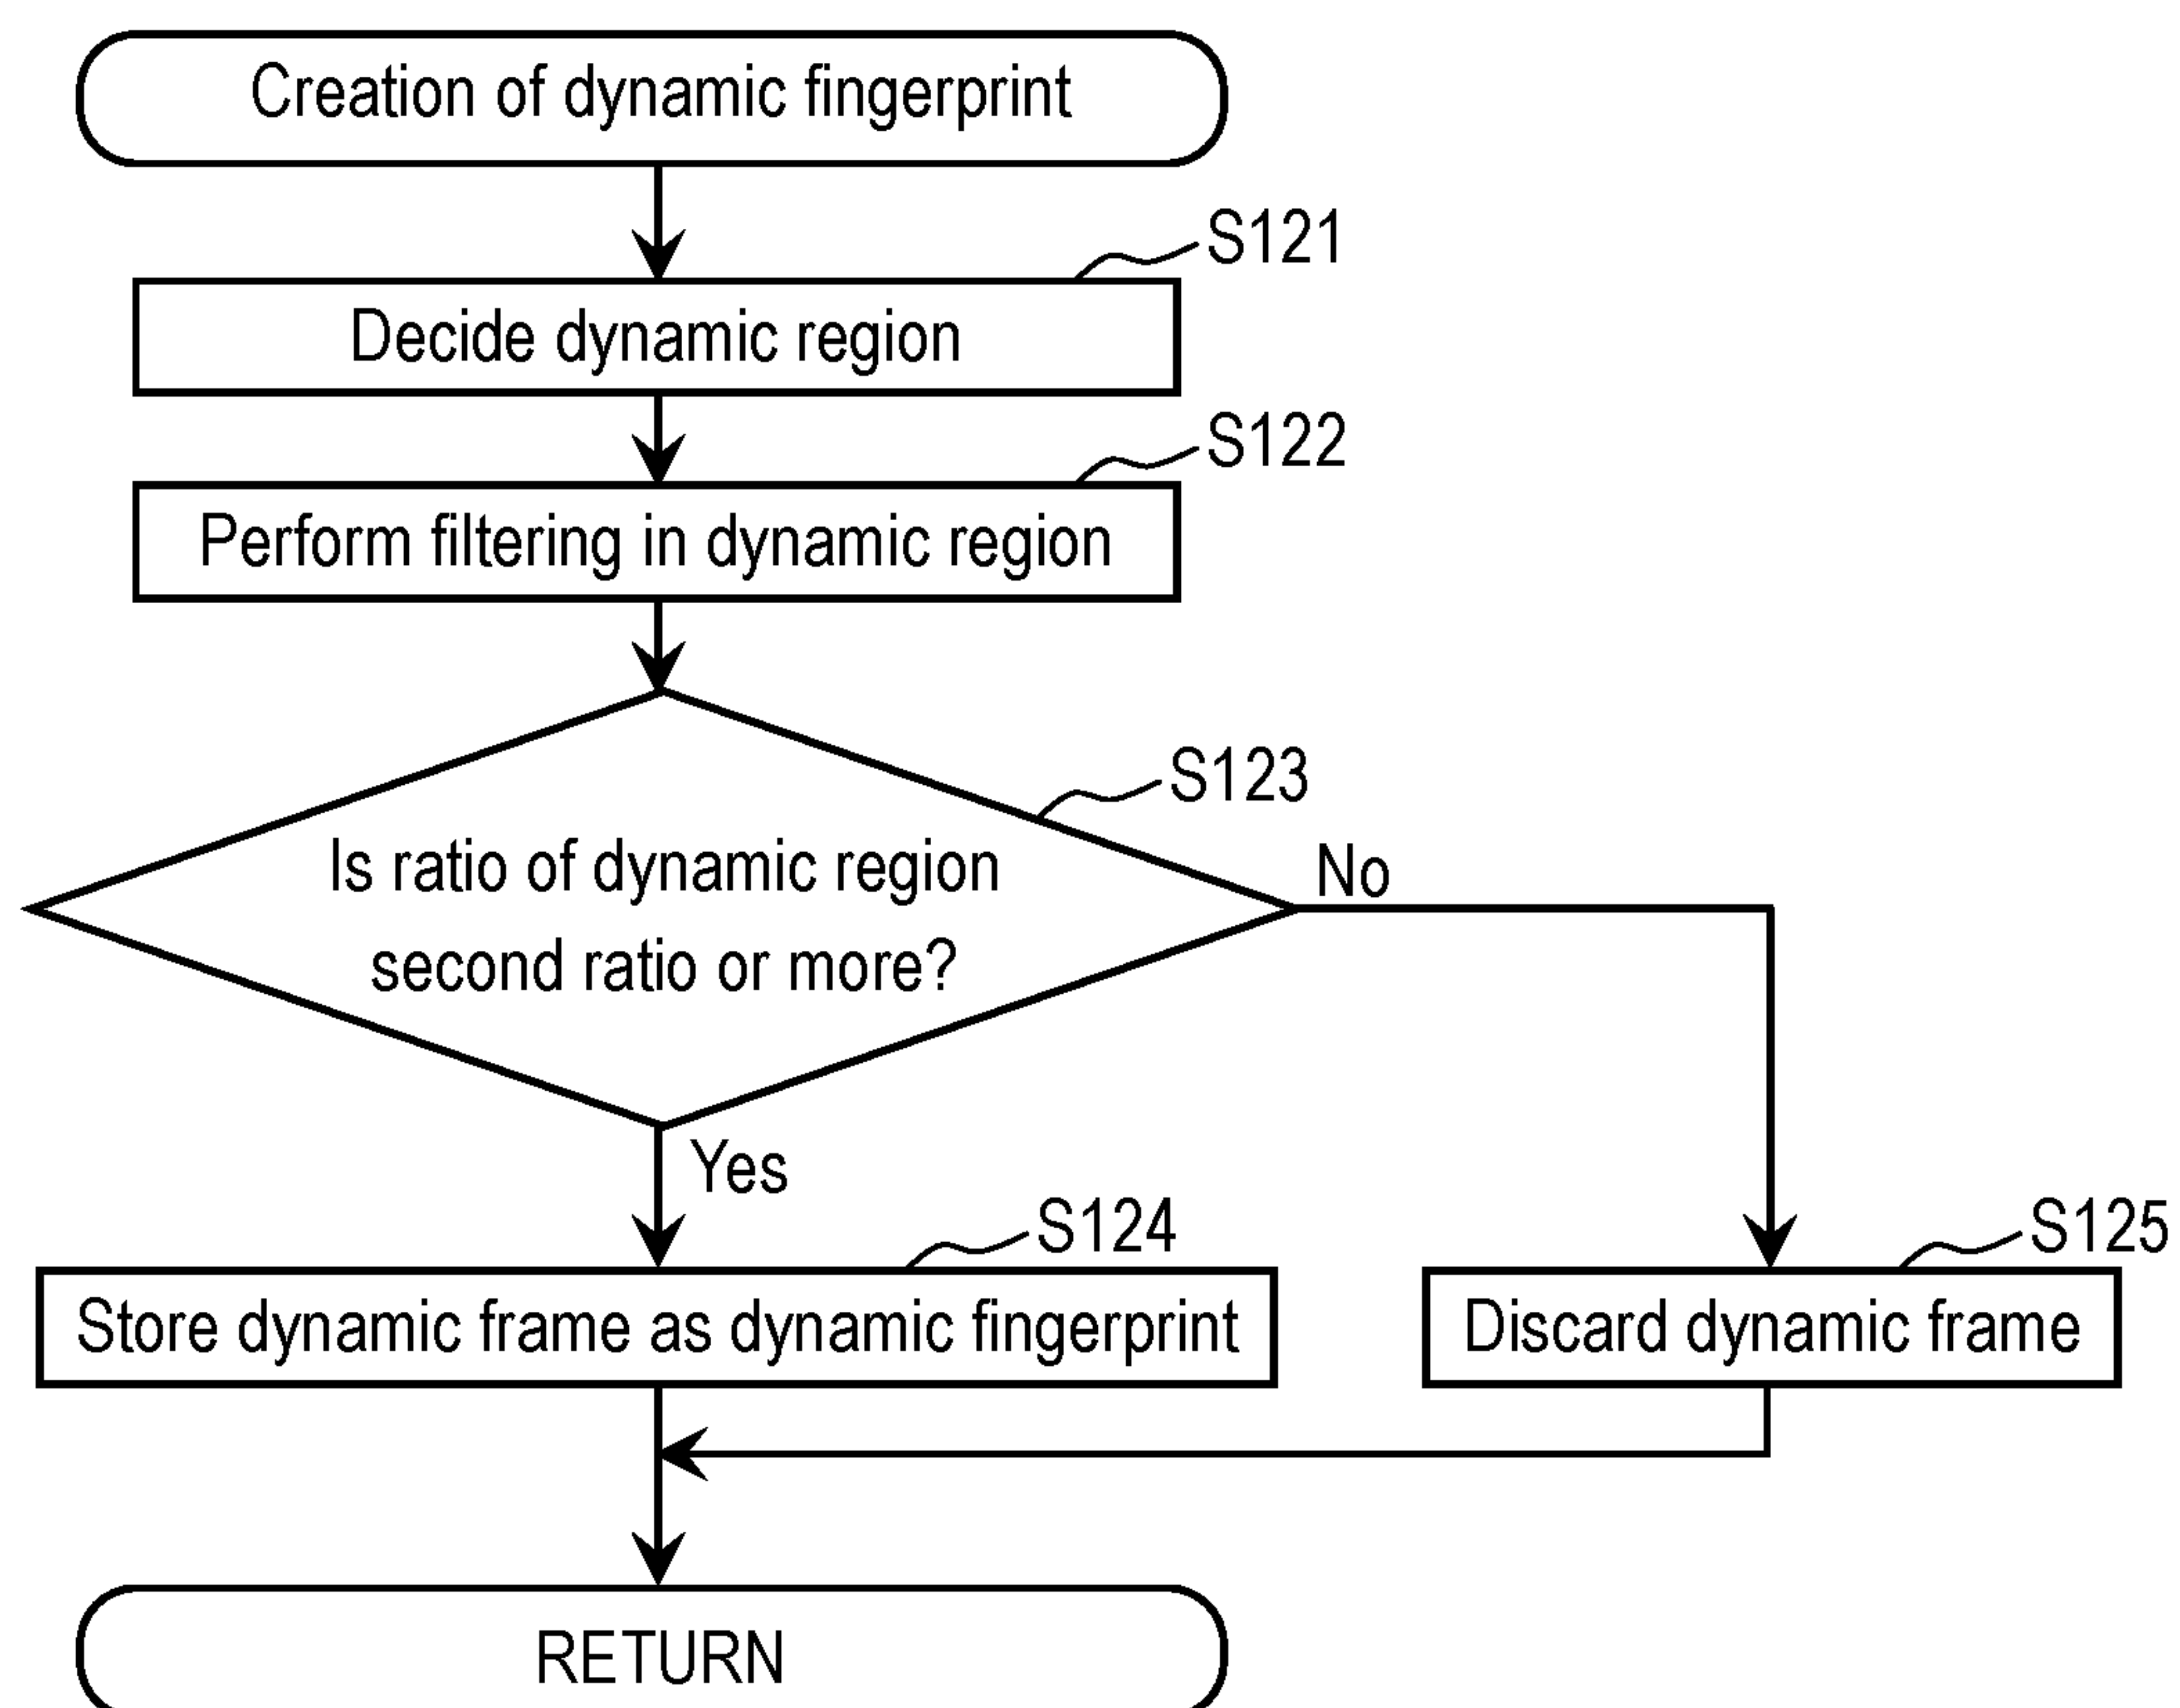 Creation of dynamic fingerprint
S121
Decide dynamic region
S122
Perform filtering in dynamic region
S123
Is ratio of dynamic region
second ratio or more?
No
Yes
S124
S125
Store dynamic frame as dynamic fingerprint
Discard dynamic frame
RETURN